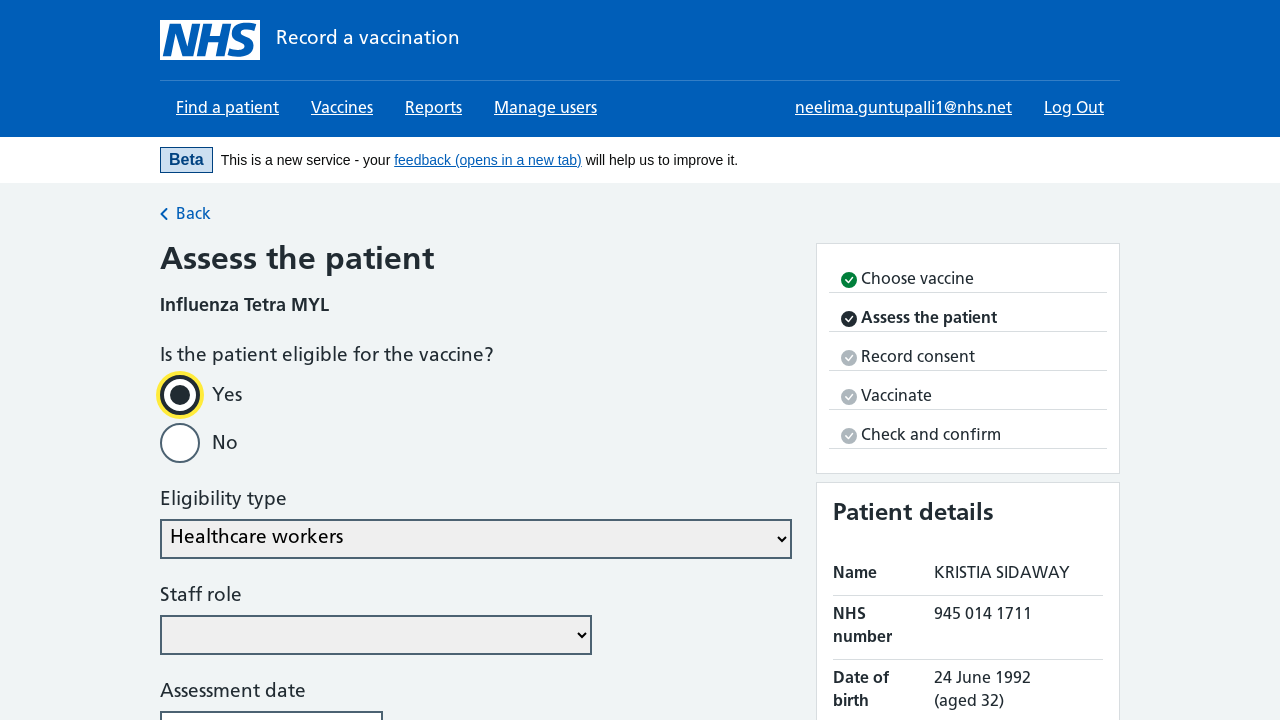 NHS Record a vaccination
Find a patient Vaccines Reports Manage users neelima.guntupalli1@nhs.net Log Out
Beta This is a new service - your feedback (opens in a new tab) will help us to improve it.
Back
Assess the patient
Influenza Tetra MYL
Is the patient eligible for the vaccine?
Yes
No
Eligibility type
Healthcare workers
Staff role
Assessment date
Choose vaccine
Assess the patient
Record consent
Vaccinate
Check and confirm
Patient details
Name KRISTIA SIDAWAY
NHS 945 014 1711
number
Date of 24 June 1992
birth (aged 32)